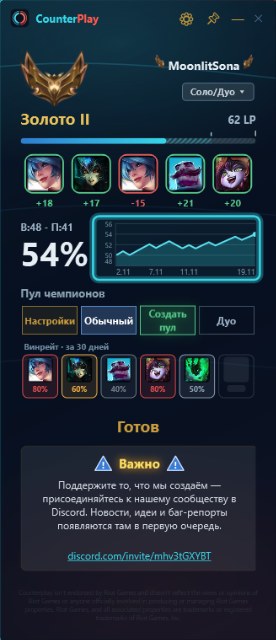 CounterPlay
MoonlitSona
Соло/Дуо
Золото II
62 LP
+18 +17 -15 +21 +20
В:48 - П:41
54%
56
54
52
50
48
2.11 7.11 11.11 19.11
Пул чемпионов
Настройки Обычный Создать пул Дуо
Винрейт · за 30 дней
80% 60% 40% 80% 50%
Готов
Важно
Поддержите то, что мы создаём —
присоединяйтесь к нашему сообществу в
Discord. Новости, идеи и баг-репорты
появляются там в первую очередь.
discord.com/invite/mhv3tGXYBT